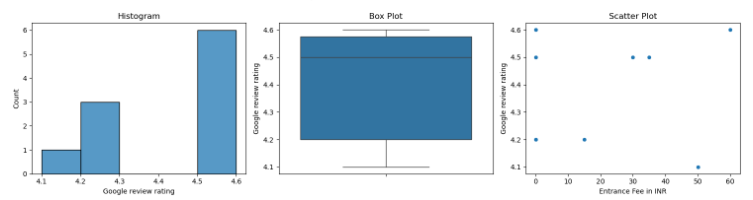 Histogram
6
5
4
3
2
1
0
Count
4.1 4.2 4.3 4.4 4.5 4.6
Google review rating
Box Plot
4.6
4.5
4.4
4.3
4.2
4.1
Google review rating
Scatter Plot
4.6
4.5
4.4
4.3
4.2
4.1
Google review rating
0 10 20 30 40 50 60
Entrance Fee in INR